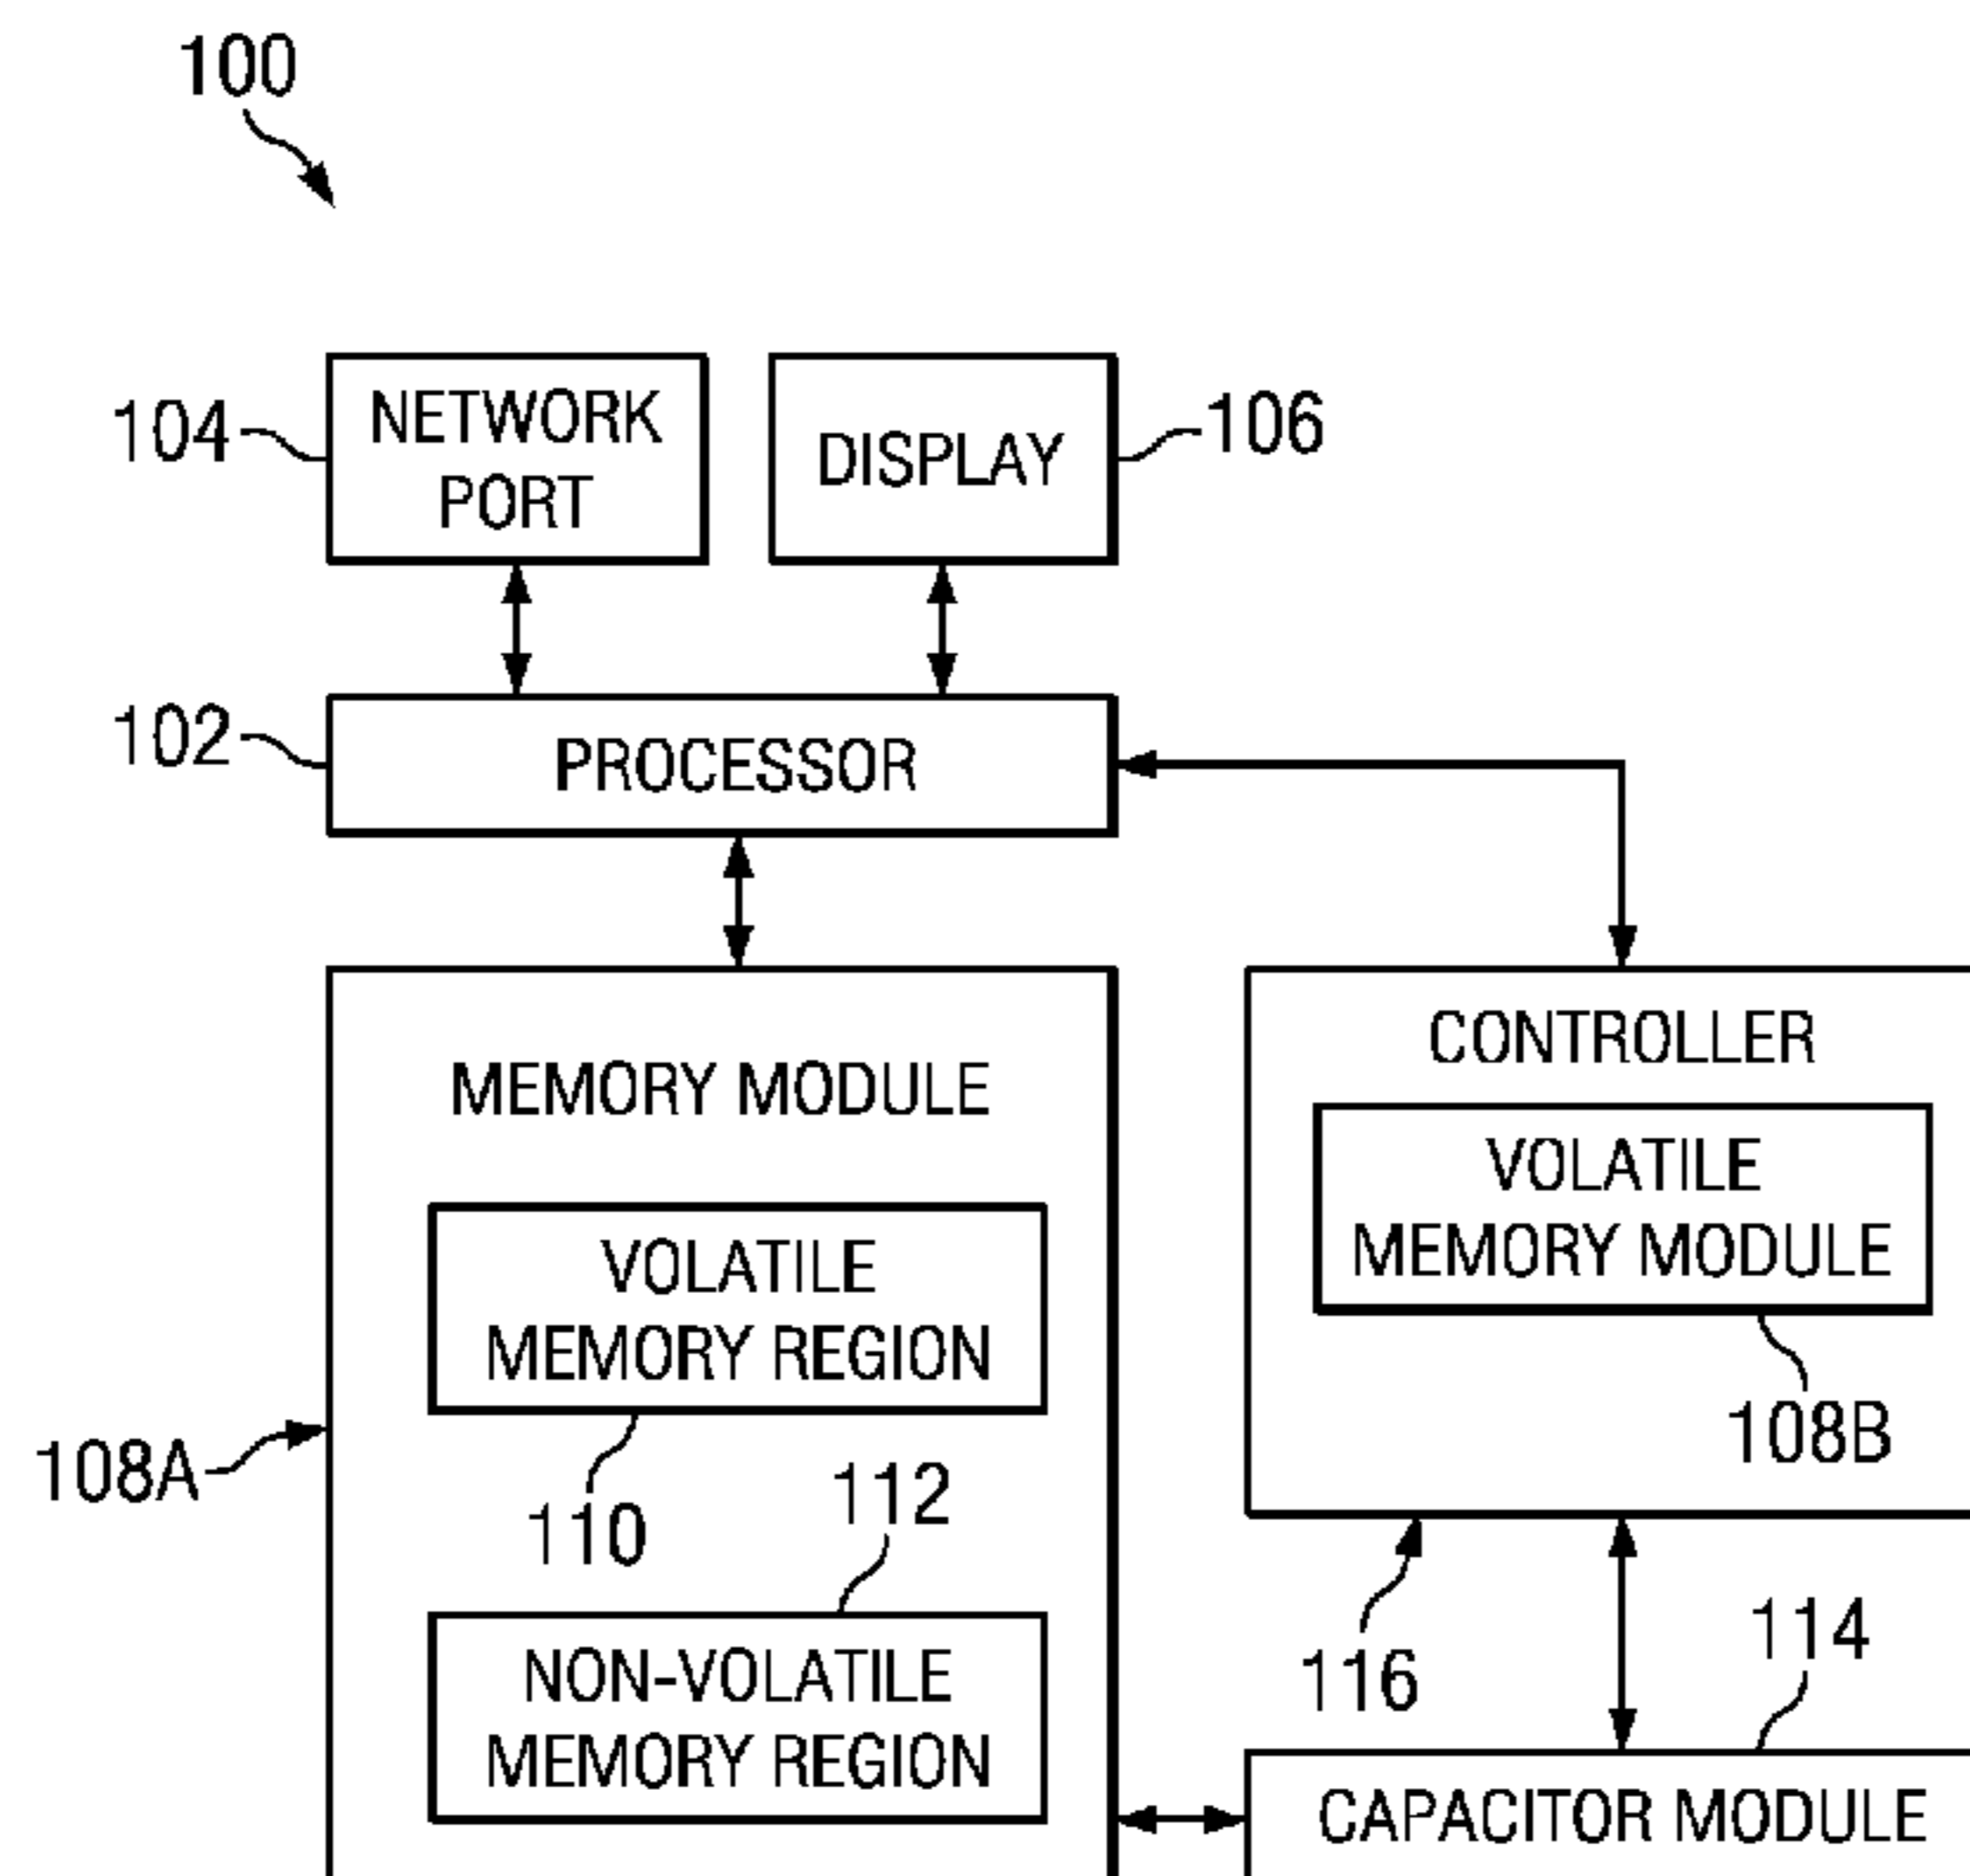 100
104
NETWORK
PORT
DISPLAY
106
102
PROCESSOR
MEMORY MODULE
VOLATILE
MEMORY REGION
108A
110
112
NON-VOLATILE
MEMORY REGION
CONTROLLER
VOLATILE
MEMORY MODULE
108B
116
114
CAPACITOR MODULE